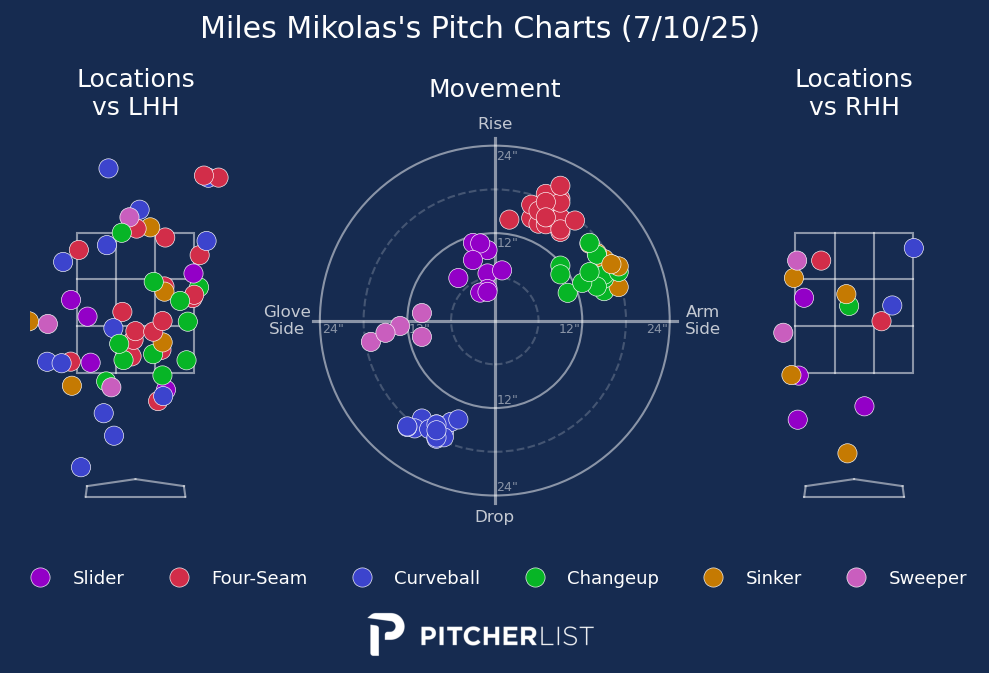 Miles Mikolas's Pitch Charts (7/10/25)
Locations
vs LHH
Movement
Locations
vs RHH
Rise
24"
12"
Glove
Side
24"
12"
12"
24"
Arm
Side
12"
24"
Drop
Slider
Four-Seam
Curveball
Changeup
Sinker
Sweeper
PITCHERLIST